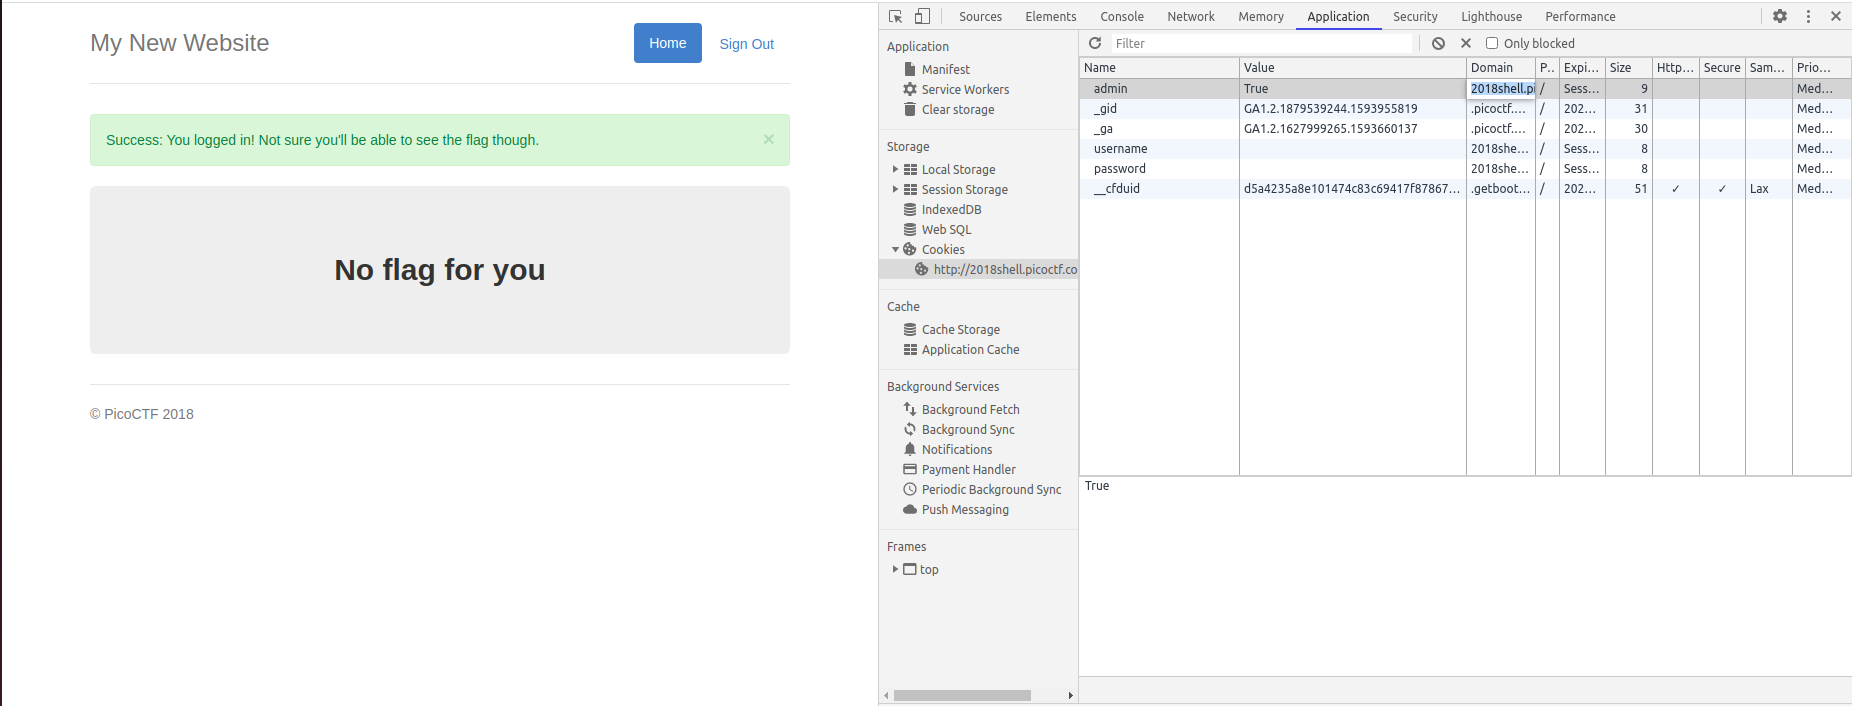 My New Website
Home
Sign Out
Success: You logged in! Not sure you'll be able to see the flag though.
×
No flag for you
© PicoCTF 2018
Sources Elements Console Network Memory Application Security Lighthouse Performance
Application
Manifest
Service Workers
Clear storage
Storage
Local Storage
Session Storage
IndexedDB
Web SQL
Cookies
http://2018shell.picoctf.co
Cache
Cache Storage
Application Cache
Background Services
Background Fetch
Background Sync
Notifications
Payment Handler
Periodic Background Sync
Push Messaging
Frames
top
Filter
Only blocked
Name Value Domain P.. Expi... Size Http... Secure Sam... Prio...
admin True 2018shell.pi / Sess... 9 Med...
_gid GA1.2.1879539244.1593955819 .picoctf.... / 202... 31 Med...
_ga GA1.2.1627999265.1593660137 .picoctf.... / 202... 30 Med...
username 2018she... / Sess... 8 Med...
password 2018she... / Sess... 8 Med...
__cfduid d5a4235a8e101474c83c69417f87867... .getboot... / 202... 51 ✓ ✓ Lax Med...
True